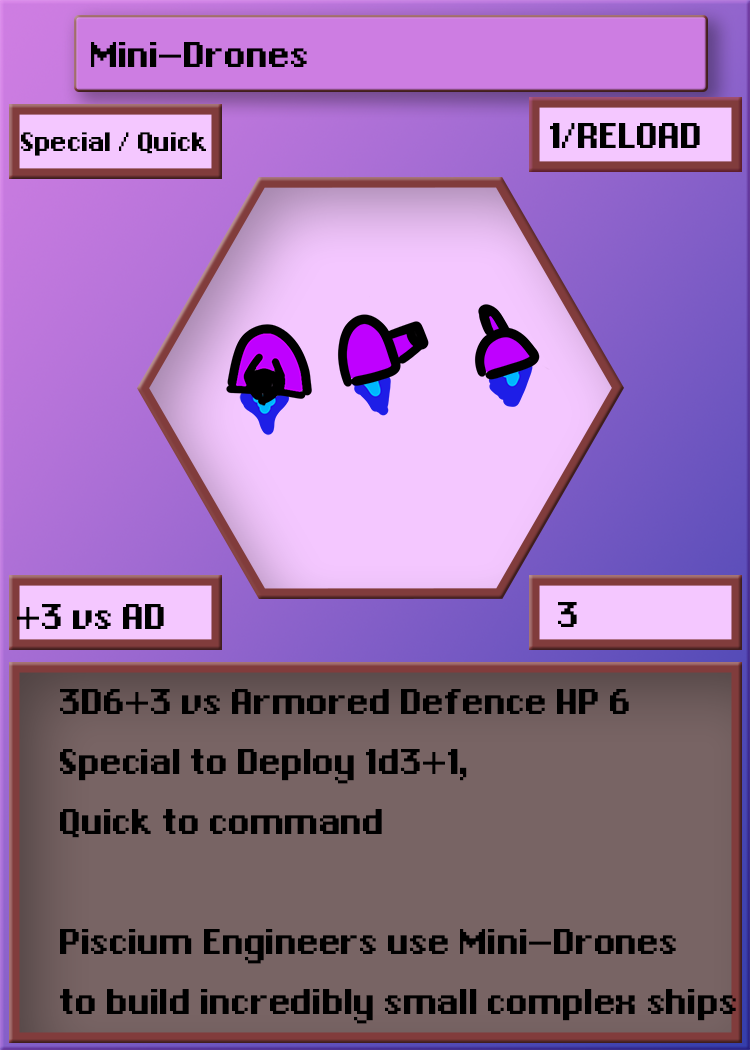 Mini-Drones
Special / Quick
1/RELOAD
+3 vs AD
3
3D6+3 vs Armored Defence HP 6
Special to Deploy 1d3+1,
Quick to command
Piscium Engineers use Mini-Drones
to build incredibly small complex ships